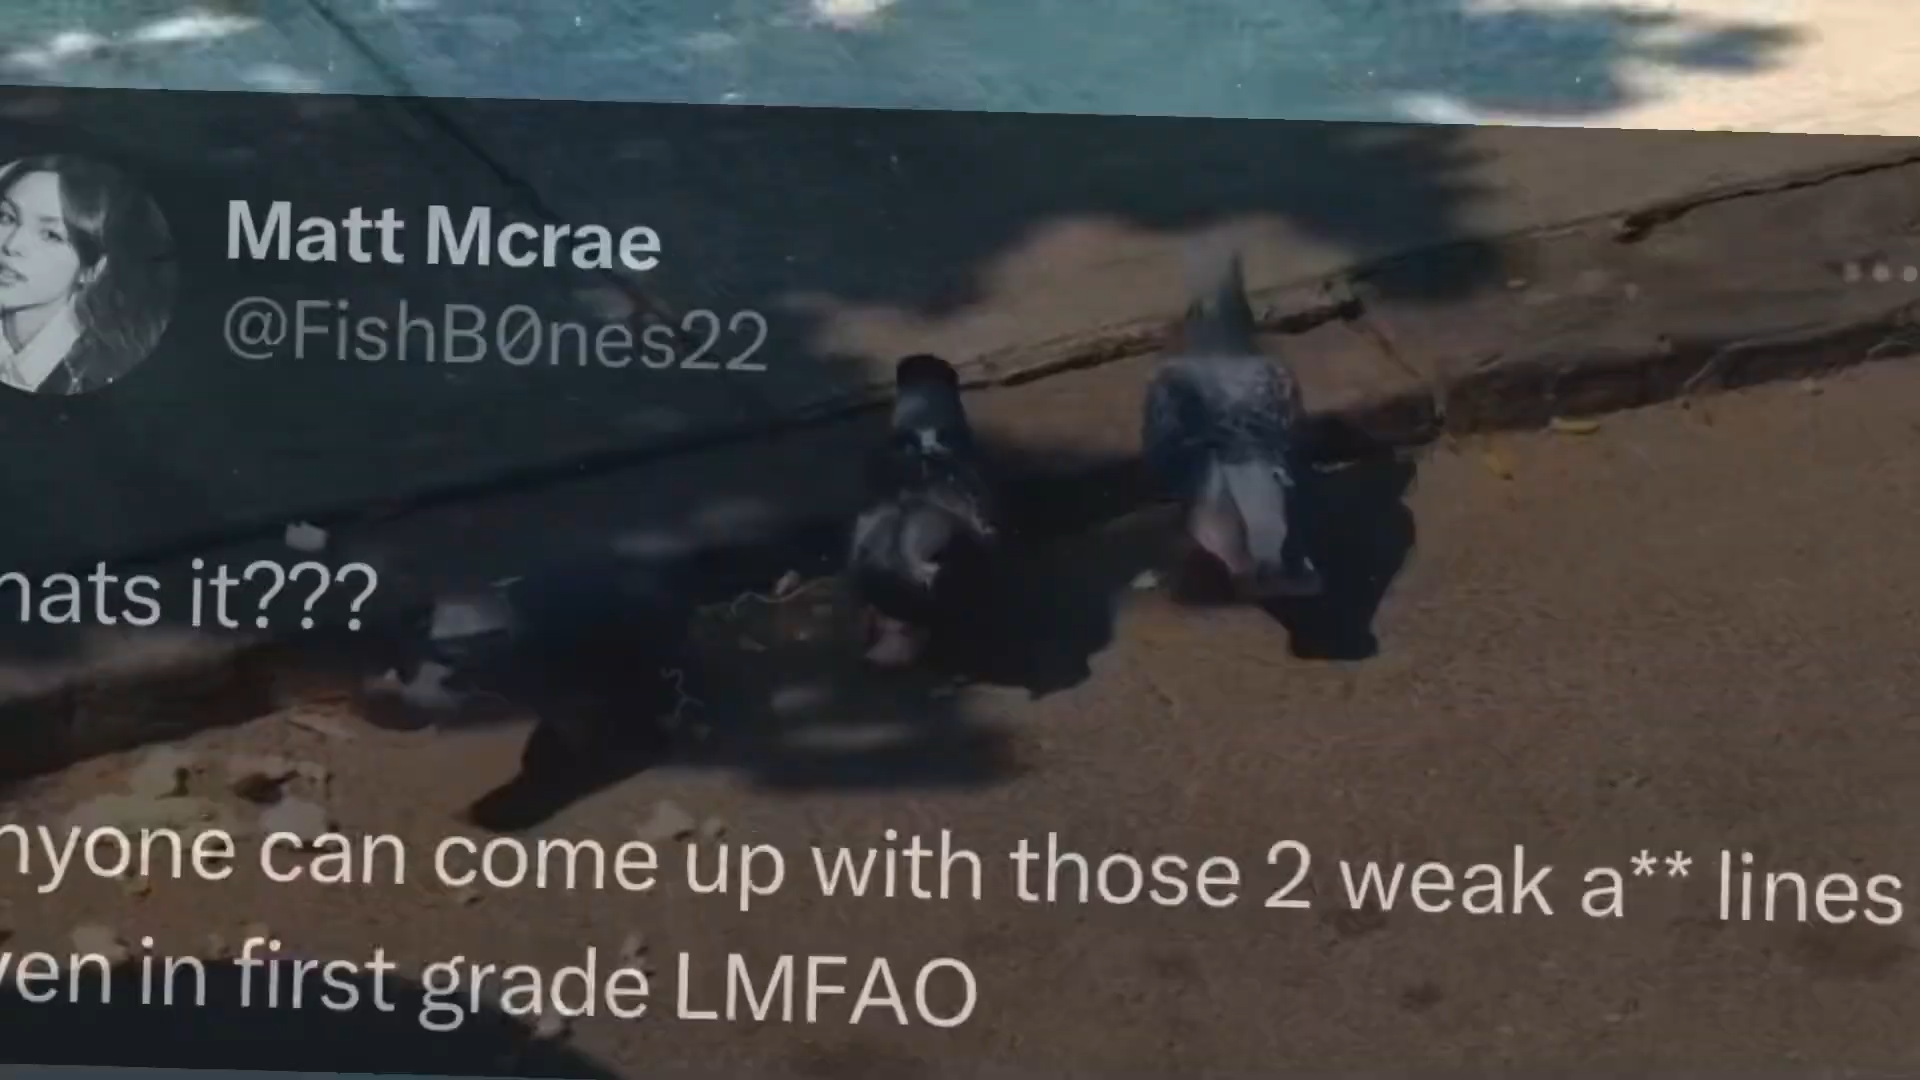 Matt Mcrae
@FishB0nes22
hats it???
nyone can come up with those 2 weak a** lines
ven in first grade LMFAO